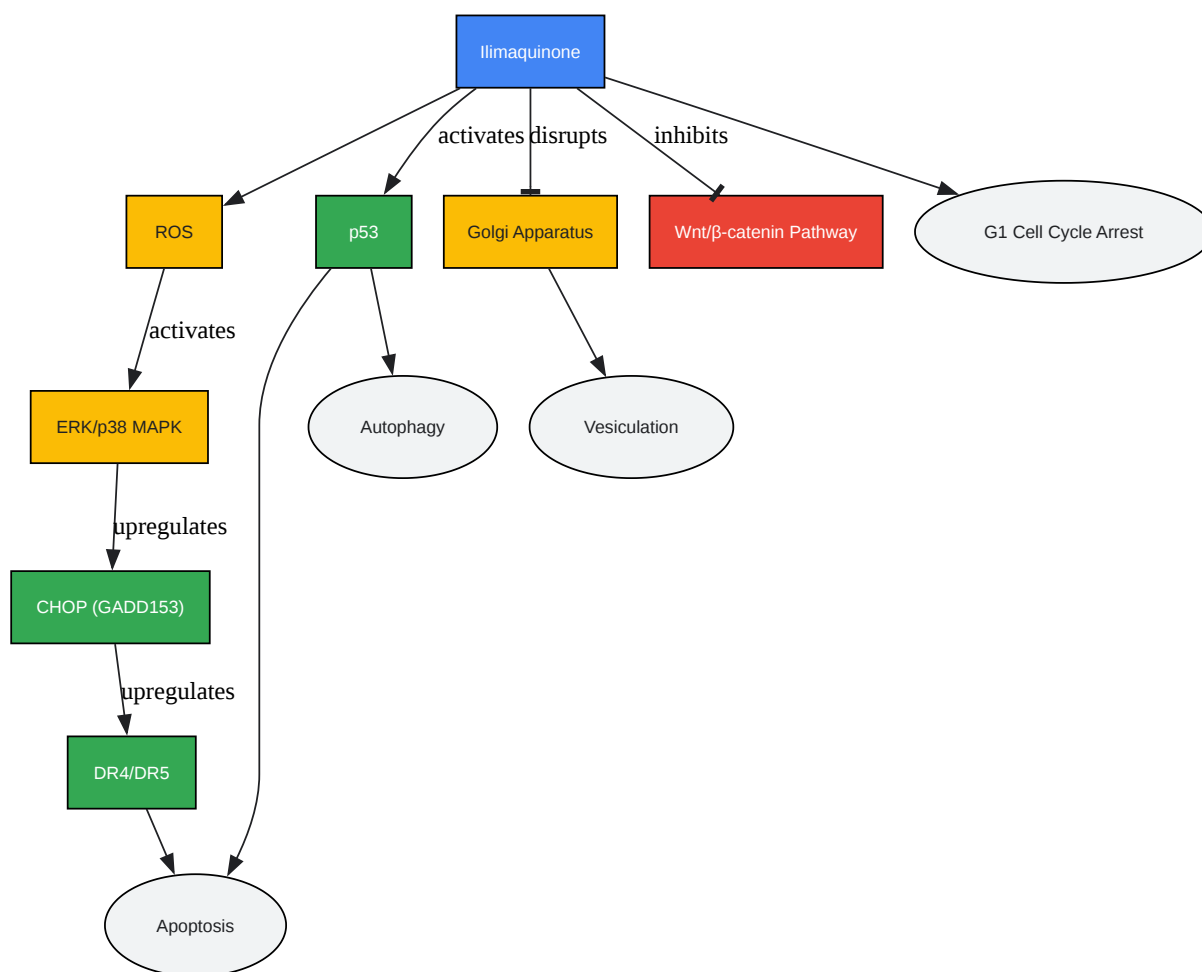 Ilimaquinone
activates
disrupts
inhibits
ROS
p53
Golgi Apparatus
Wnt/β-catenin Pathway
G1 Cell Cycle Arrest
activates
ERK/p38 MAPK
Autophagy
Vesiculation
upregulates
CHOP (GADD153)
upregulates
DR4/DR5
Apoptosis